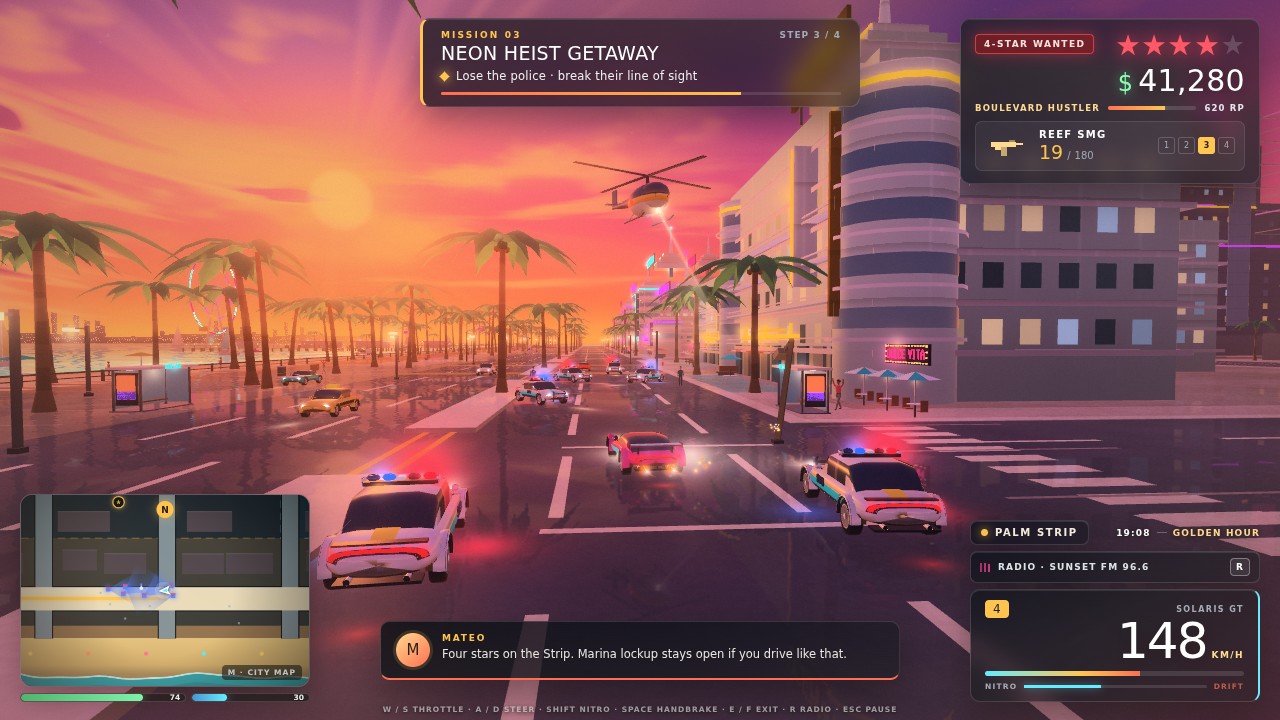 MISSION 03
STEP 3 / 4
NEON HEIST GETAWAY
Lose the police · break their line of sight
4-STAR WANTED
$ 41,280
BOULEVARD HUSTLER
620 RP
REEF SMG
19 / 180
1 2 3 4
N
M · CITY MAP
74
30
M
MATEO
Four stars on the Strip. Marina lockup stays open if you drive like that.
PALM STRIP
19:08 — GOLDEN HOUR
RADIO · SUNSET FM 96.6
R
4
SOLARIS GT
148 KM/H
NITRO
DRIFT
W / S THROTTLE · A / D STEER · SHIFT NITRO · SPACE HANDBRAKE · E / F EXIT · R RADIO · ESC PAUSE